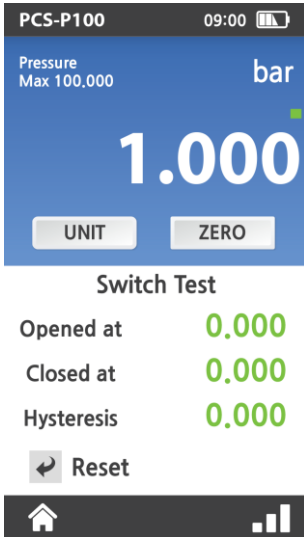 PCS-P100 09:00
Pressure
Max 100.000 bar
1.000
UNIT ZERO
Switch Test
Opened at 0.000
Closed at 0.000
Hysteresis 0.000
Reset